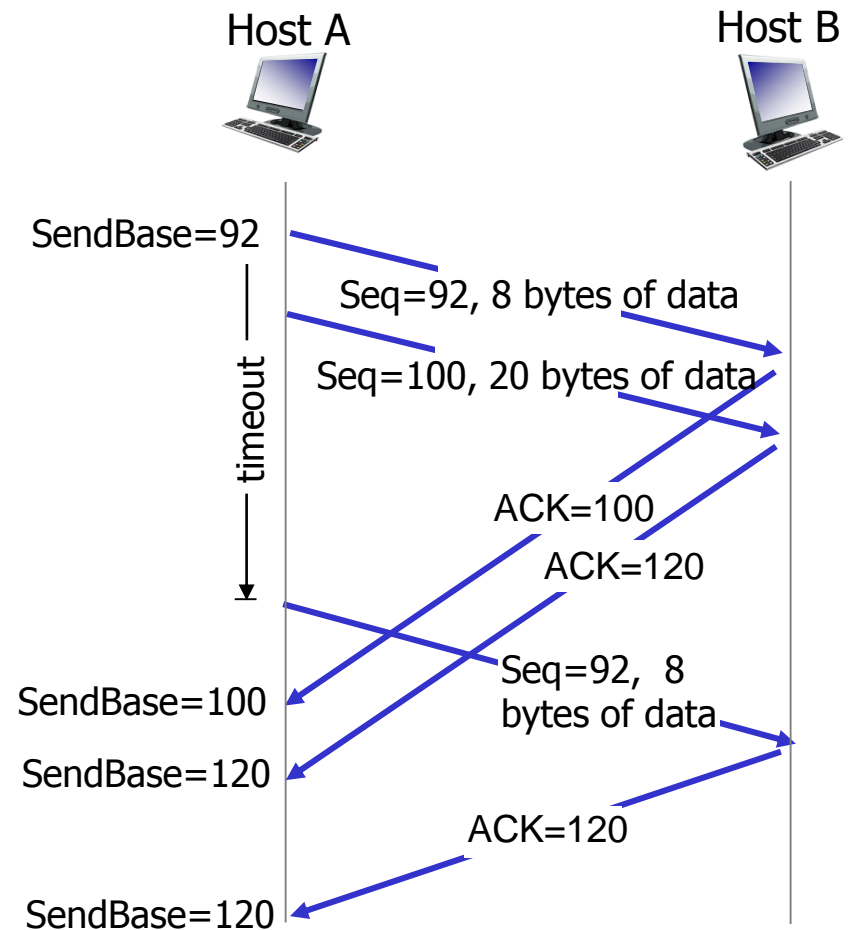 Host A
Host B
SendBase=92
Seq=92, 8 bytes of data
Seq=100, 20 bytes of data
timeout
ACK=100
ACK=120
Seq=92, 8
bytes of data
SendBase=100
SendBase=120
ACK=120
SendBase=120